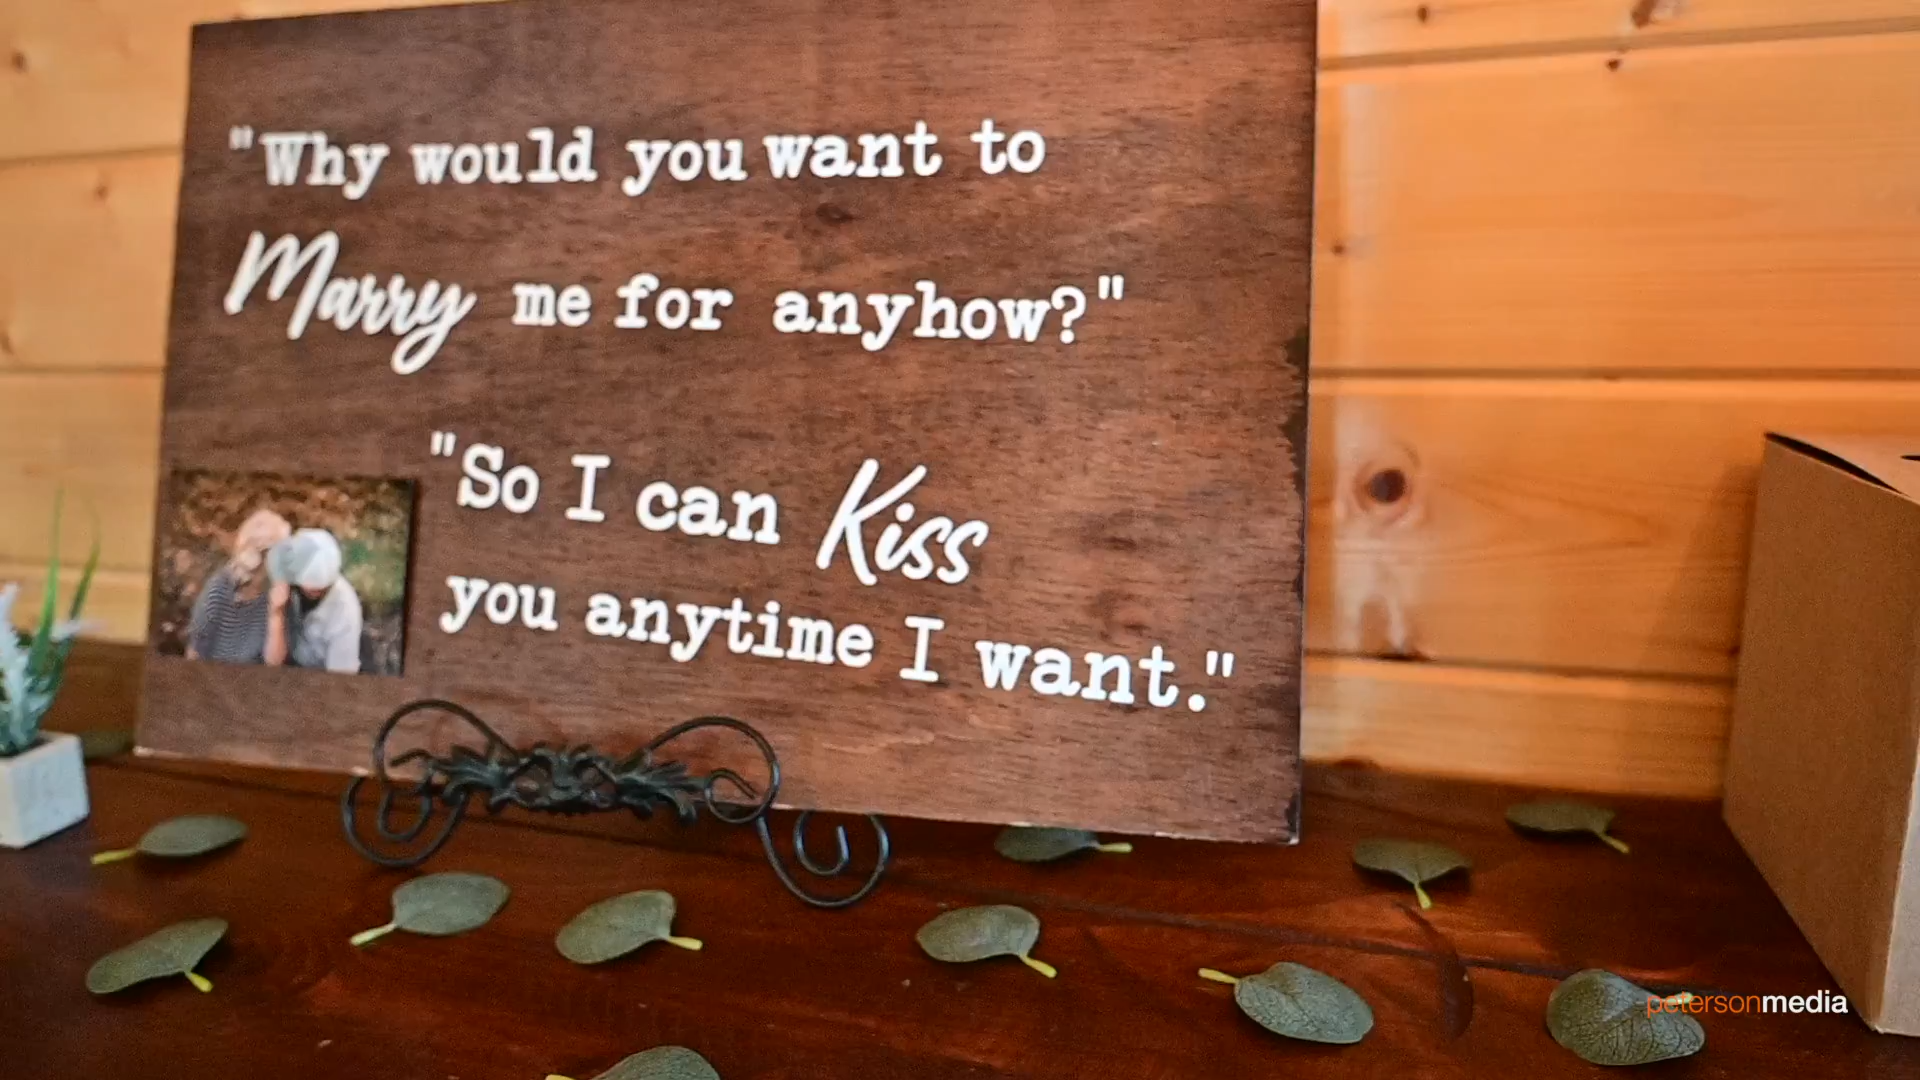 "Why would you want to
Marry me for anyhow?"
"So I can Kiss
you anytime I want."
petersonmedia